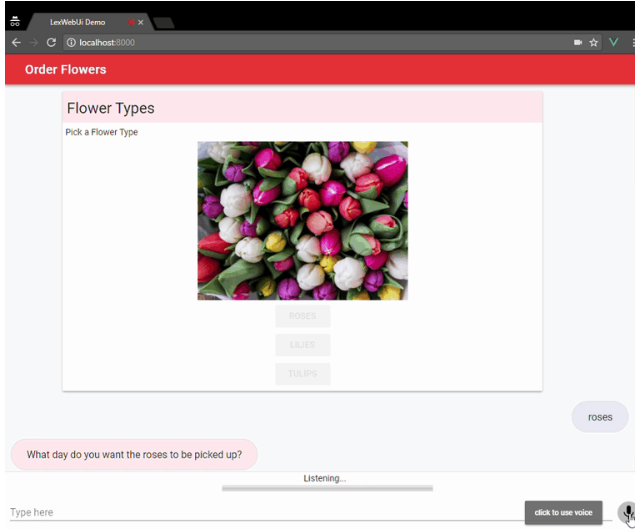 LexWebUi Demo
localhost:8000
Order Flowers
Flower Types
Pick a Flower Type
ROSES
LILIES
TULIPS
roses
What day do you want the roses to be picked up?
Listening...
Type here
click to use voice